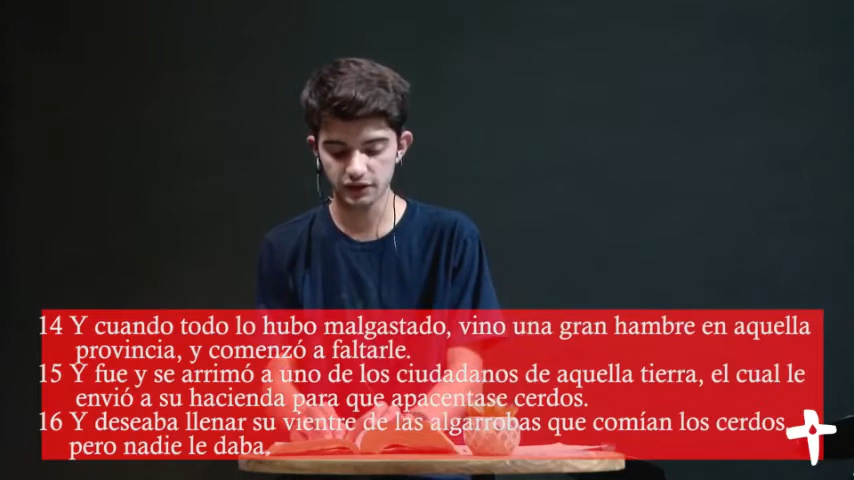 14 Y cuando todo lo hubo malgastado, vino una gran hambre en aquella
provincia, y comenzó a faltarle.
15 Y fue y se arrimó a uno de los ciudadanos de aquella tierra, el cual le
envió a su hacienda para que apacentase cerdos.
16 Y deseaba llenar su vientre de las algarrobas que comían los cerdos,
pero nadie le daba.